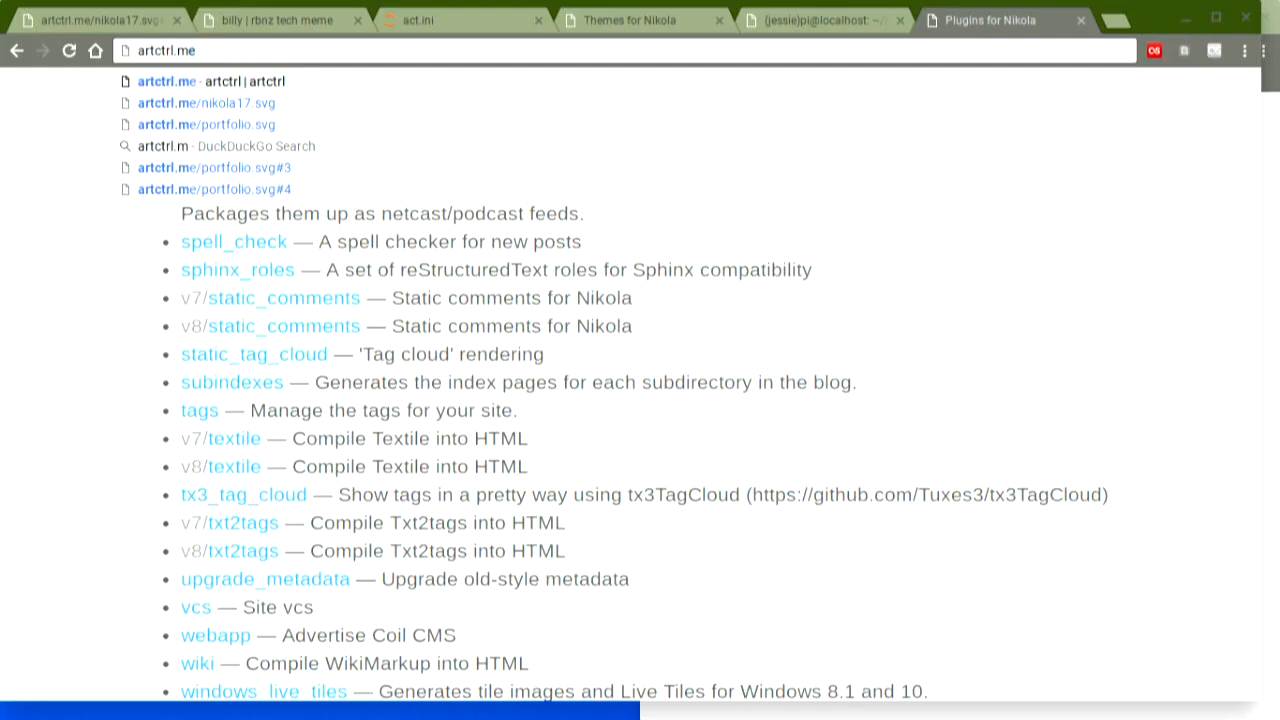 artctrl.me/nikola17.svg
billy | rbnz tech meme
act.ini
Themes for Nikola
(jessie)pi@localhost: ~/
Plugins for Nikola
artctrl.me
artctrl.me - artctrl | artctrl
artctrl.me/nikola17.svg
artctrl.me/portfolio.svg
artctrl.m - DuckDuckGo Search
artctrl.me/portfolio.svg#3
artctrl.me/portfolio.svg#4
Packages them up as netcast/podcast feeds.
• spell_check — A spell checker for new posts
• sphinx_roles — A set of reStructuredText roles for Sphinx compatibility
• v7/static_comments — Static comments for Nikola
• v8/static_comments — Static comments for Nikola
• static_tag_cloud — 'Tag cloud' rendering
• subindexes — Generates the index pages for each subdirectory in the blog.
• tags — Manage the tags for your site.
• v7/textile — Compile Textile into HTML
• v8/textile — Compile Textile into HTML
• tx3_tag_cloud — Show tags in a pretty way using tx3TagCloud (https://github.com/Tuxes3/tx3TagCloud)
• v7/txt2tags — Compile Txt2tags into HTML
• v8/txt2tags — Compile Txt2tags into HTML
• upgrade_metadata — Upgrade old-style metadata
• vcs — Site vcs
• webapp — Advertise Coil CMS
• wiki — Compile WikiMarkup into HTML
• windows_live_tiles — Generates tile images and Live Tiles for Windows 8.1 and 10.